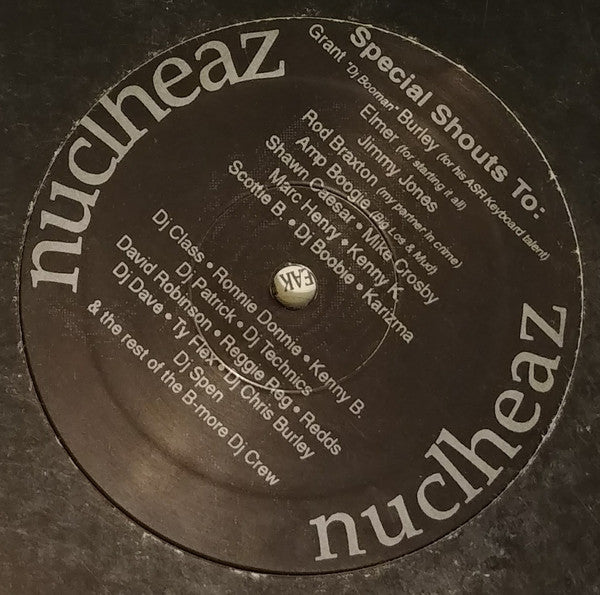 nuclheaz
Special Shouts To:
Grant "Dj Booman" Burley (for his ASR Keyboard talent)
Elmer (for starting it all)
Jimmy Jones
Rod Braxton (my partner in crime)
Amp Boogie (Big Los & Mud!)
Shawn Caesar • Mike Crosby
Marc Henry • Kenny K
Scottie B. • Dj Boobie • Karizma
Dj Class • Ronnie Donnie • Kenny B.
Dj Patrick • Dj Technics
David Robinson • Reggie Reg • Redds
Dj Dave • Ty Flex • Dj Chris Burley
Dj Spen
& the rest of the B-more Dj Crew
nuclheaz
EAK